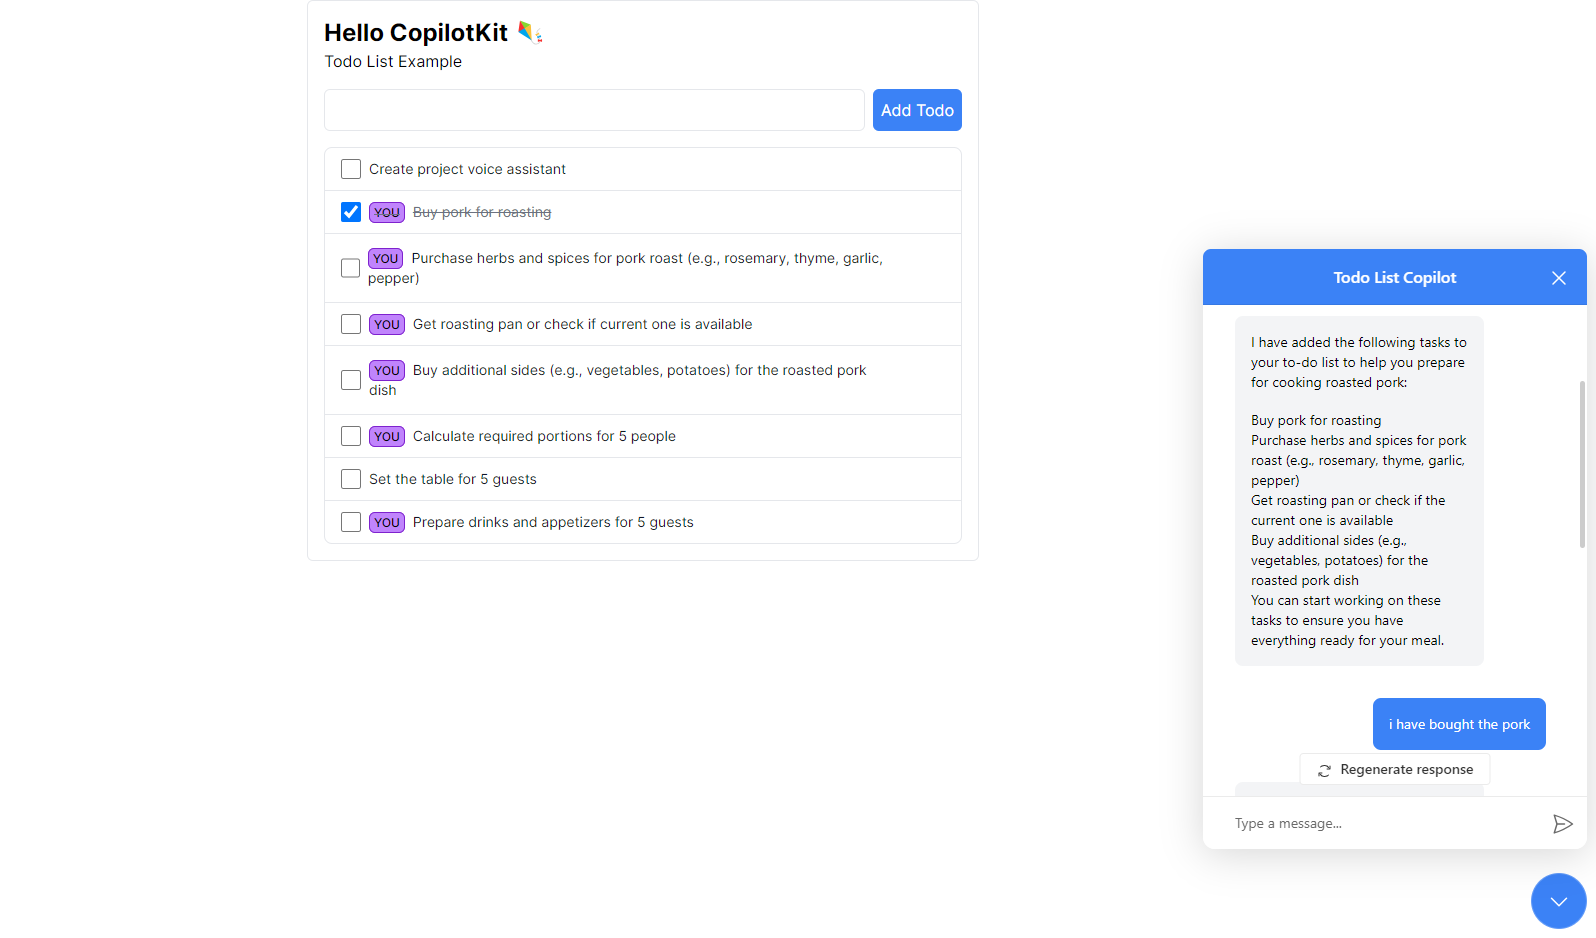 Hello CopilotKit 🪁
Todo List Example
Add Todo
Create project voice assistant
YOU Buy pork for roasting
YOU Purchase herbs and spices for pork roast (e.g., rosemary, thyme, garlic,
pepper)
YOU Get roasting pan or check if current one is available
YOU Buy additional sides (e.g., vegetables, potatoes) for the roasted pork
dish
YOU Calculate required portions for 5 people
Set the table for 5 guests
YOU Prepare drinks and appetizers for 5 guests
Todo List Copilot
I have added the following tasks to
your to-do list to help you prepare
for cooking roasted pork:
Buy pork for roasting
Purchase herbs and spices for pork
roast (e.g., rosemary, thyme, garlic,
pepper)
Get roasting pan or check if the
current one is available
Buy additional sides (e.g.,
vegetables, potatoes) for the
roasted pork dish
You can start working on these
tasks to ensure you have
everything ready for your meal.
i have bought the pork
Regenerate response
Type a message...